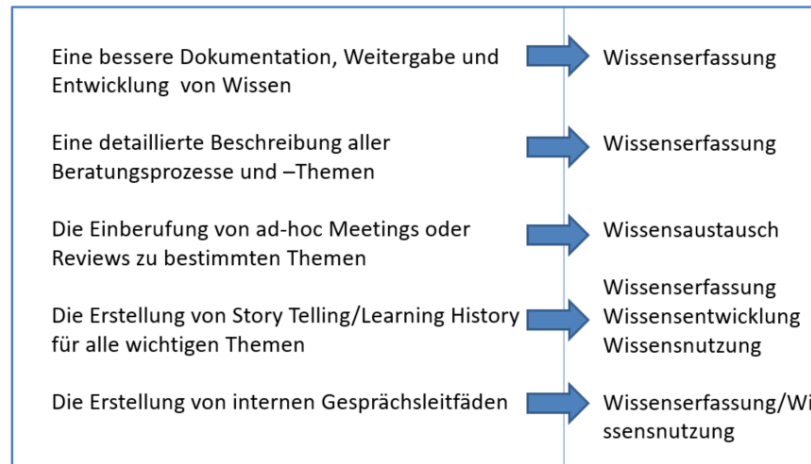 Eine bessere Dokumentation, Weitergabe und
Entwicklung von Wissen
Wissenserfassung
Eine detaillierte Beschreibung aller
Beratungsprozesse und –Themen
Wissenserfassung
Die Einberufung von ad-hoc Meetings oder
Reviews zu bestimmten Themen
Wissensaustausch
Die Erstellung von Story Telling/Learning History
für alle wichtigen Themen
Wissenserfassung
Wissensentwicklung
Wissensnutzung
Die Erstellung von internen Gesprächsleitfäden
Wissenserfassung/Wi
ssensnutzung